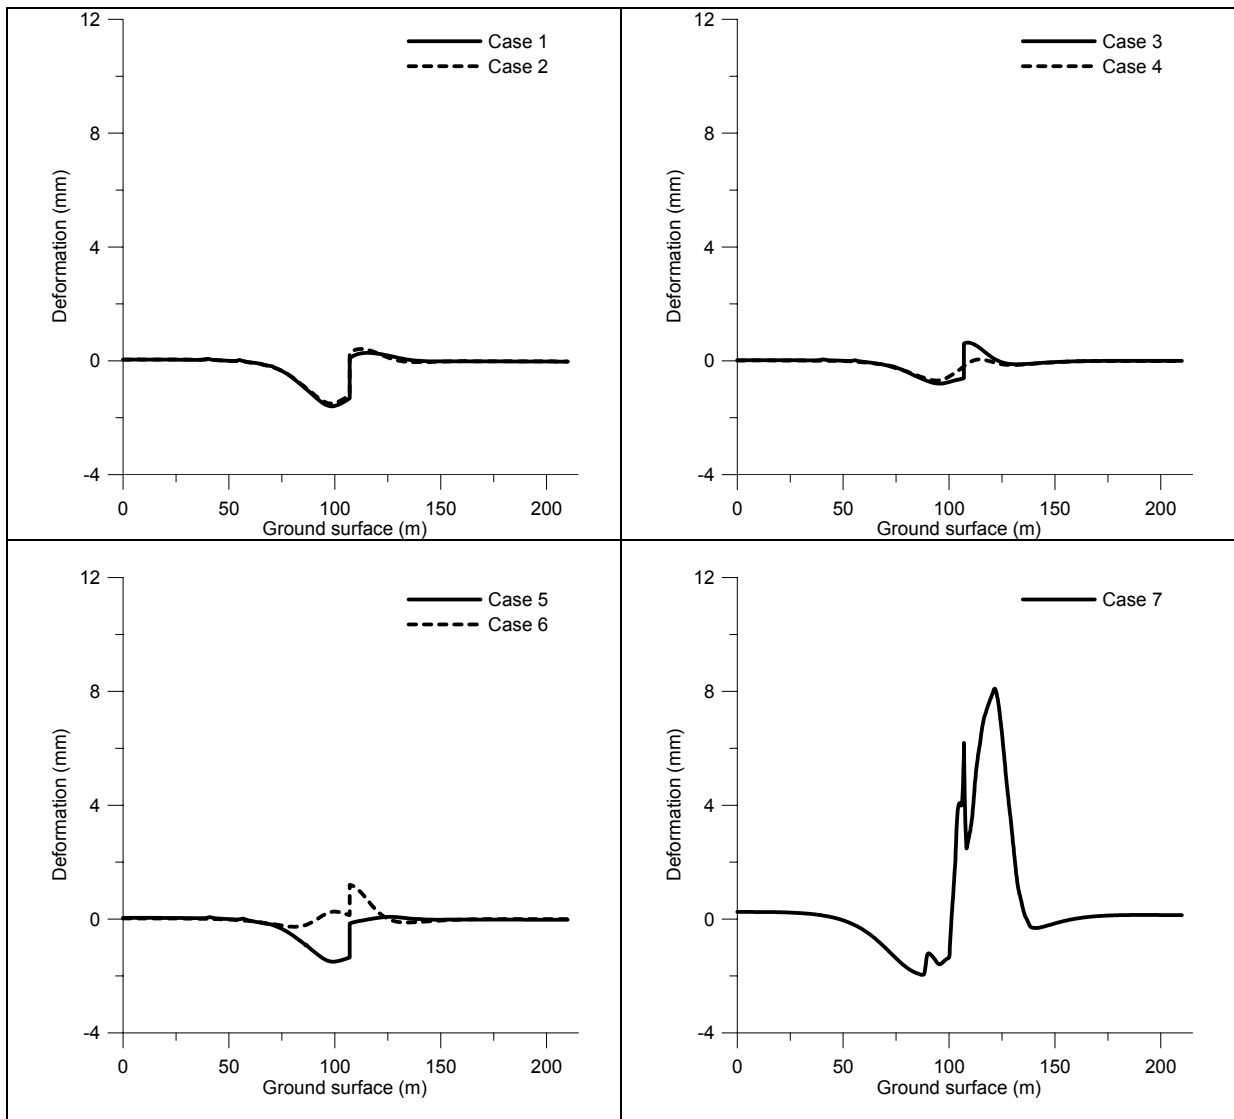 12
8
4
0
-4
Deformation (mm)
Case 1
Case 2
0 50 100 150 200
Ground surface (m)
12
8
4
0
-4
Deformation (mm)
Case 3
Case 4
0 50 100 150 200
Ground surface (m)
12
8
4
0
-4
Deformation (mm)
Case 5
Case 6
0 50 100 150 200
Ground surface (m)
12
8
4
0
-4
Deformation (mm)
Case 7
0 50 100 150 200
Ground surface (m)